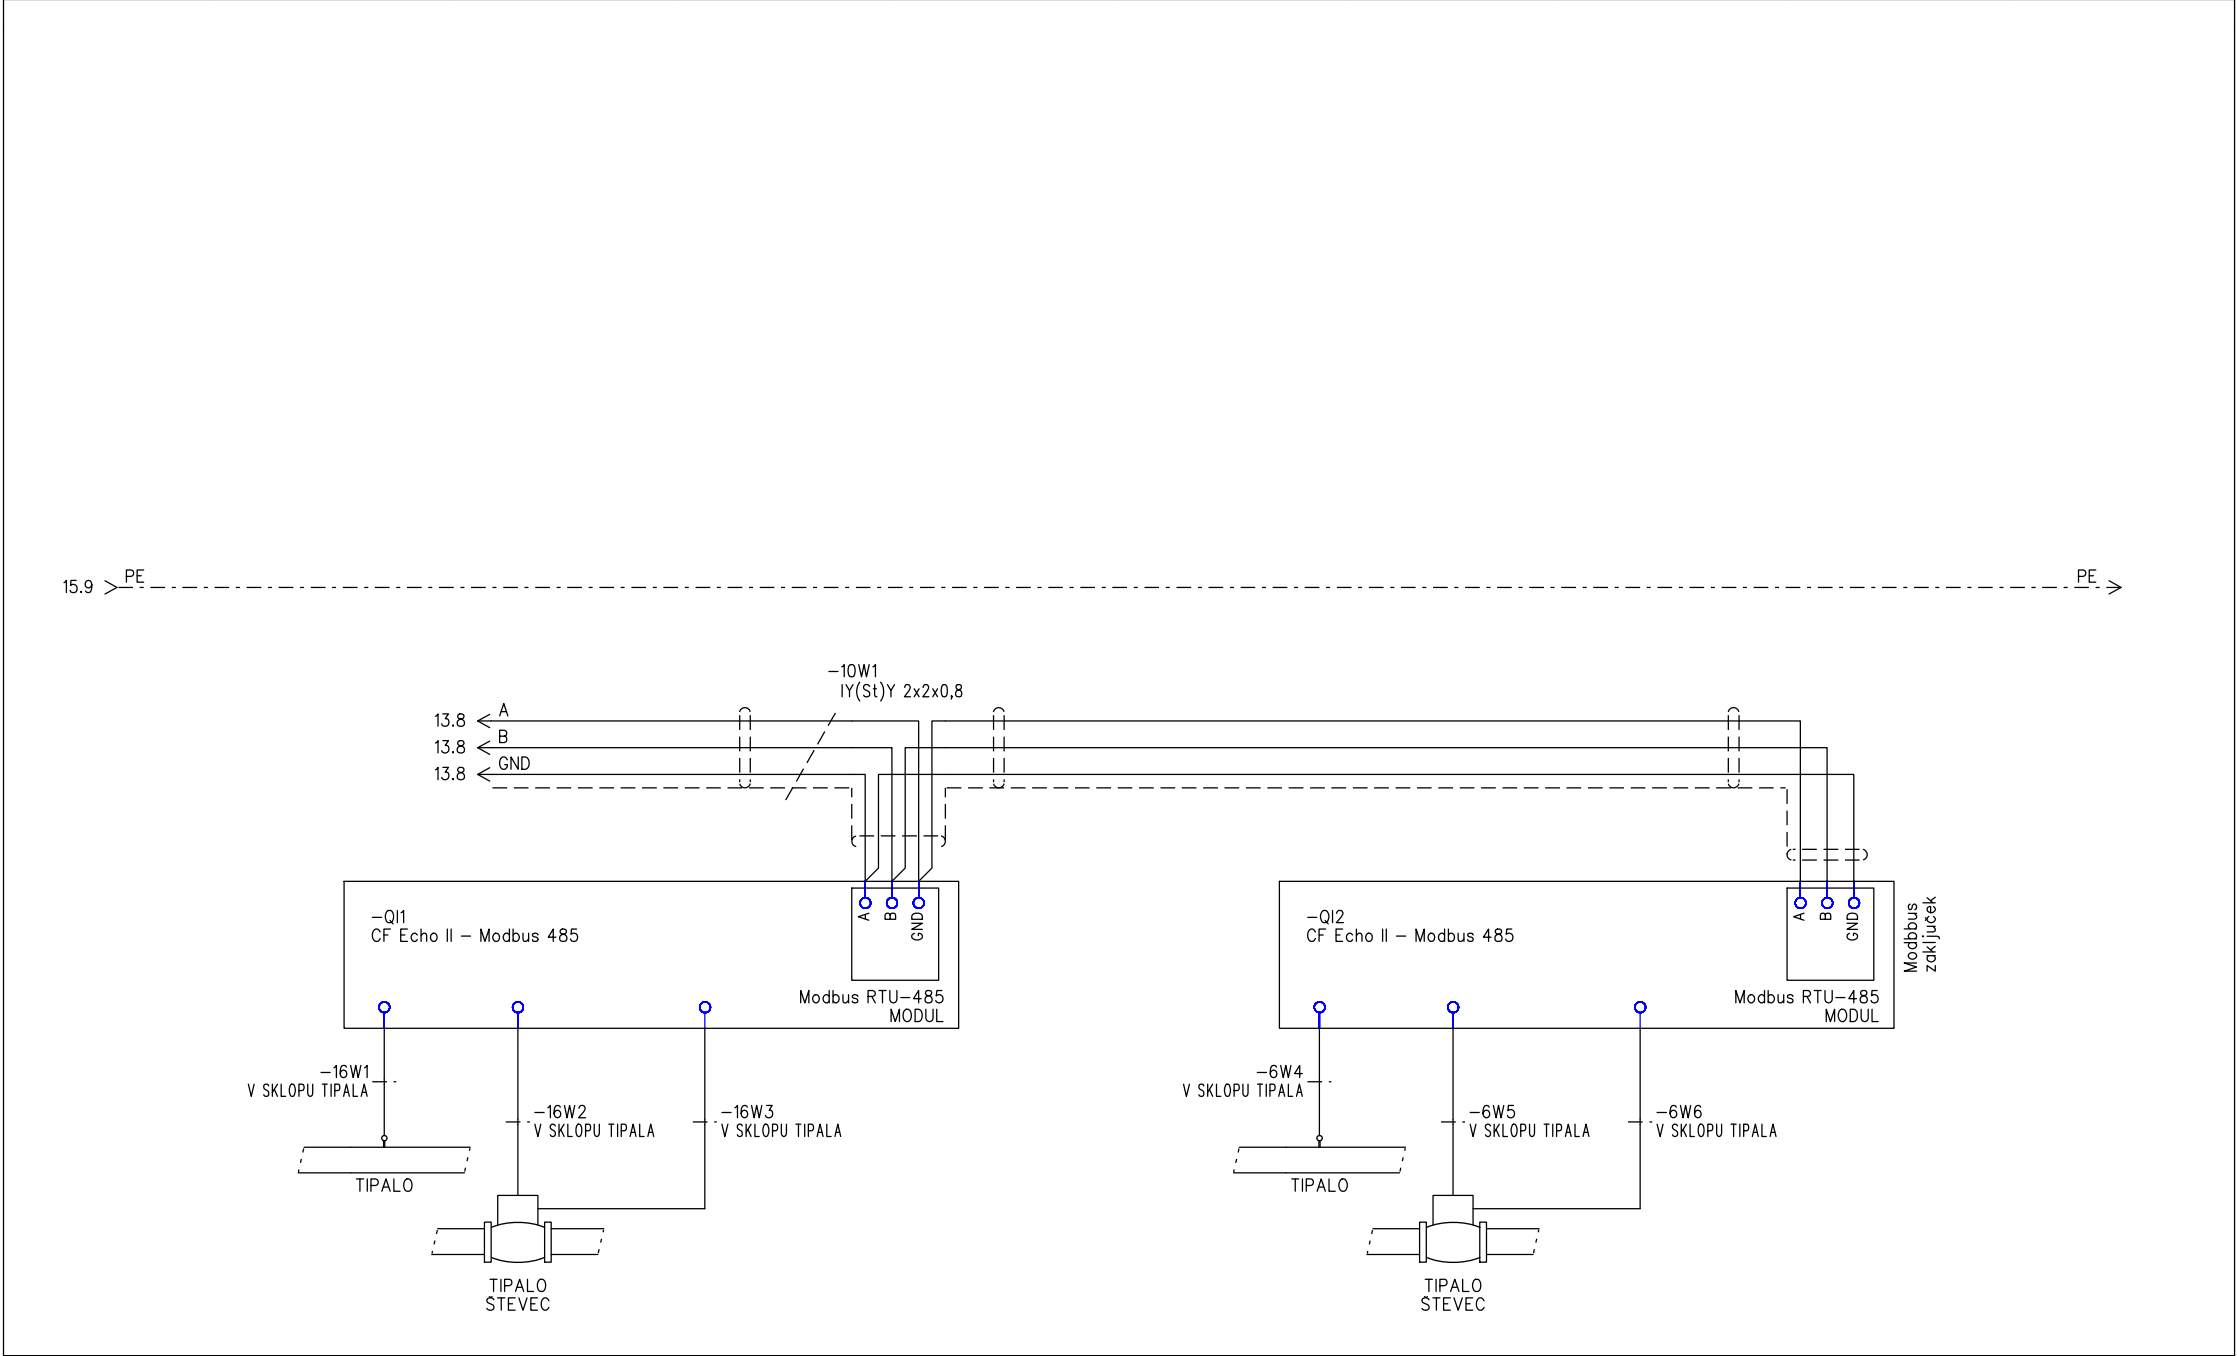 PE
PE
15.9
-10W1
IY(St)Y 2x2x0,8
A
13.8
B
13.8
GND
13.8
-QI1
CF Echo II - Modbus 485
A
B
GND
Modbus RTU-485
MODUL
-QI2
CF Echo II - Modbus 485
A
B
GND
Modbus RTU-485
MODUL
Modbbus
zaključek
-16W1
V SKLOPU TIPALA
-16W2
V SKLOPU TIPALA
-16W3
V SKLOPU TIPALA
TIPALO
TIPALO
ŠTEVEC
-6W4
V SKLOPU TIPALA
-6W5
V SKLOPU TIPALA
-6W6
V SKLOPU TIPALA
TIPALO
TIPALO
ŠTEVEC